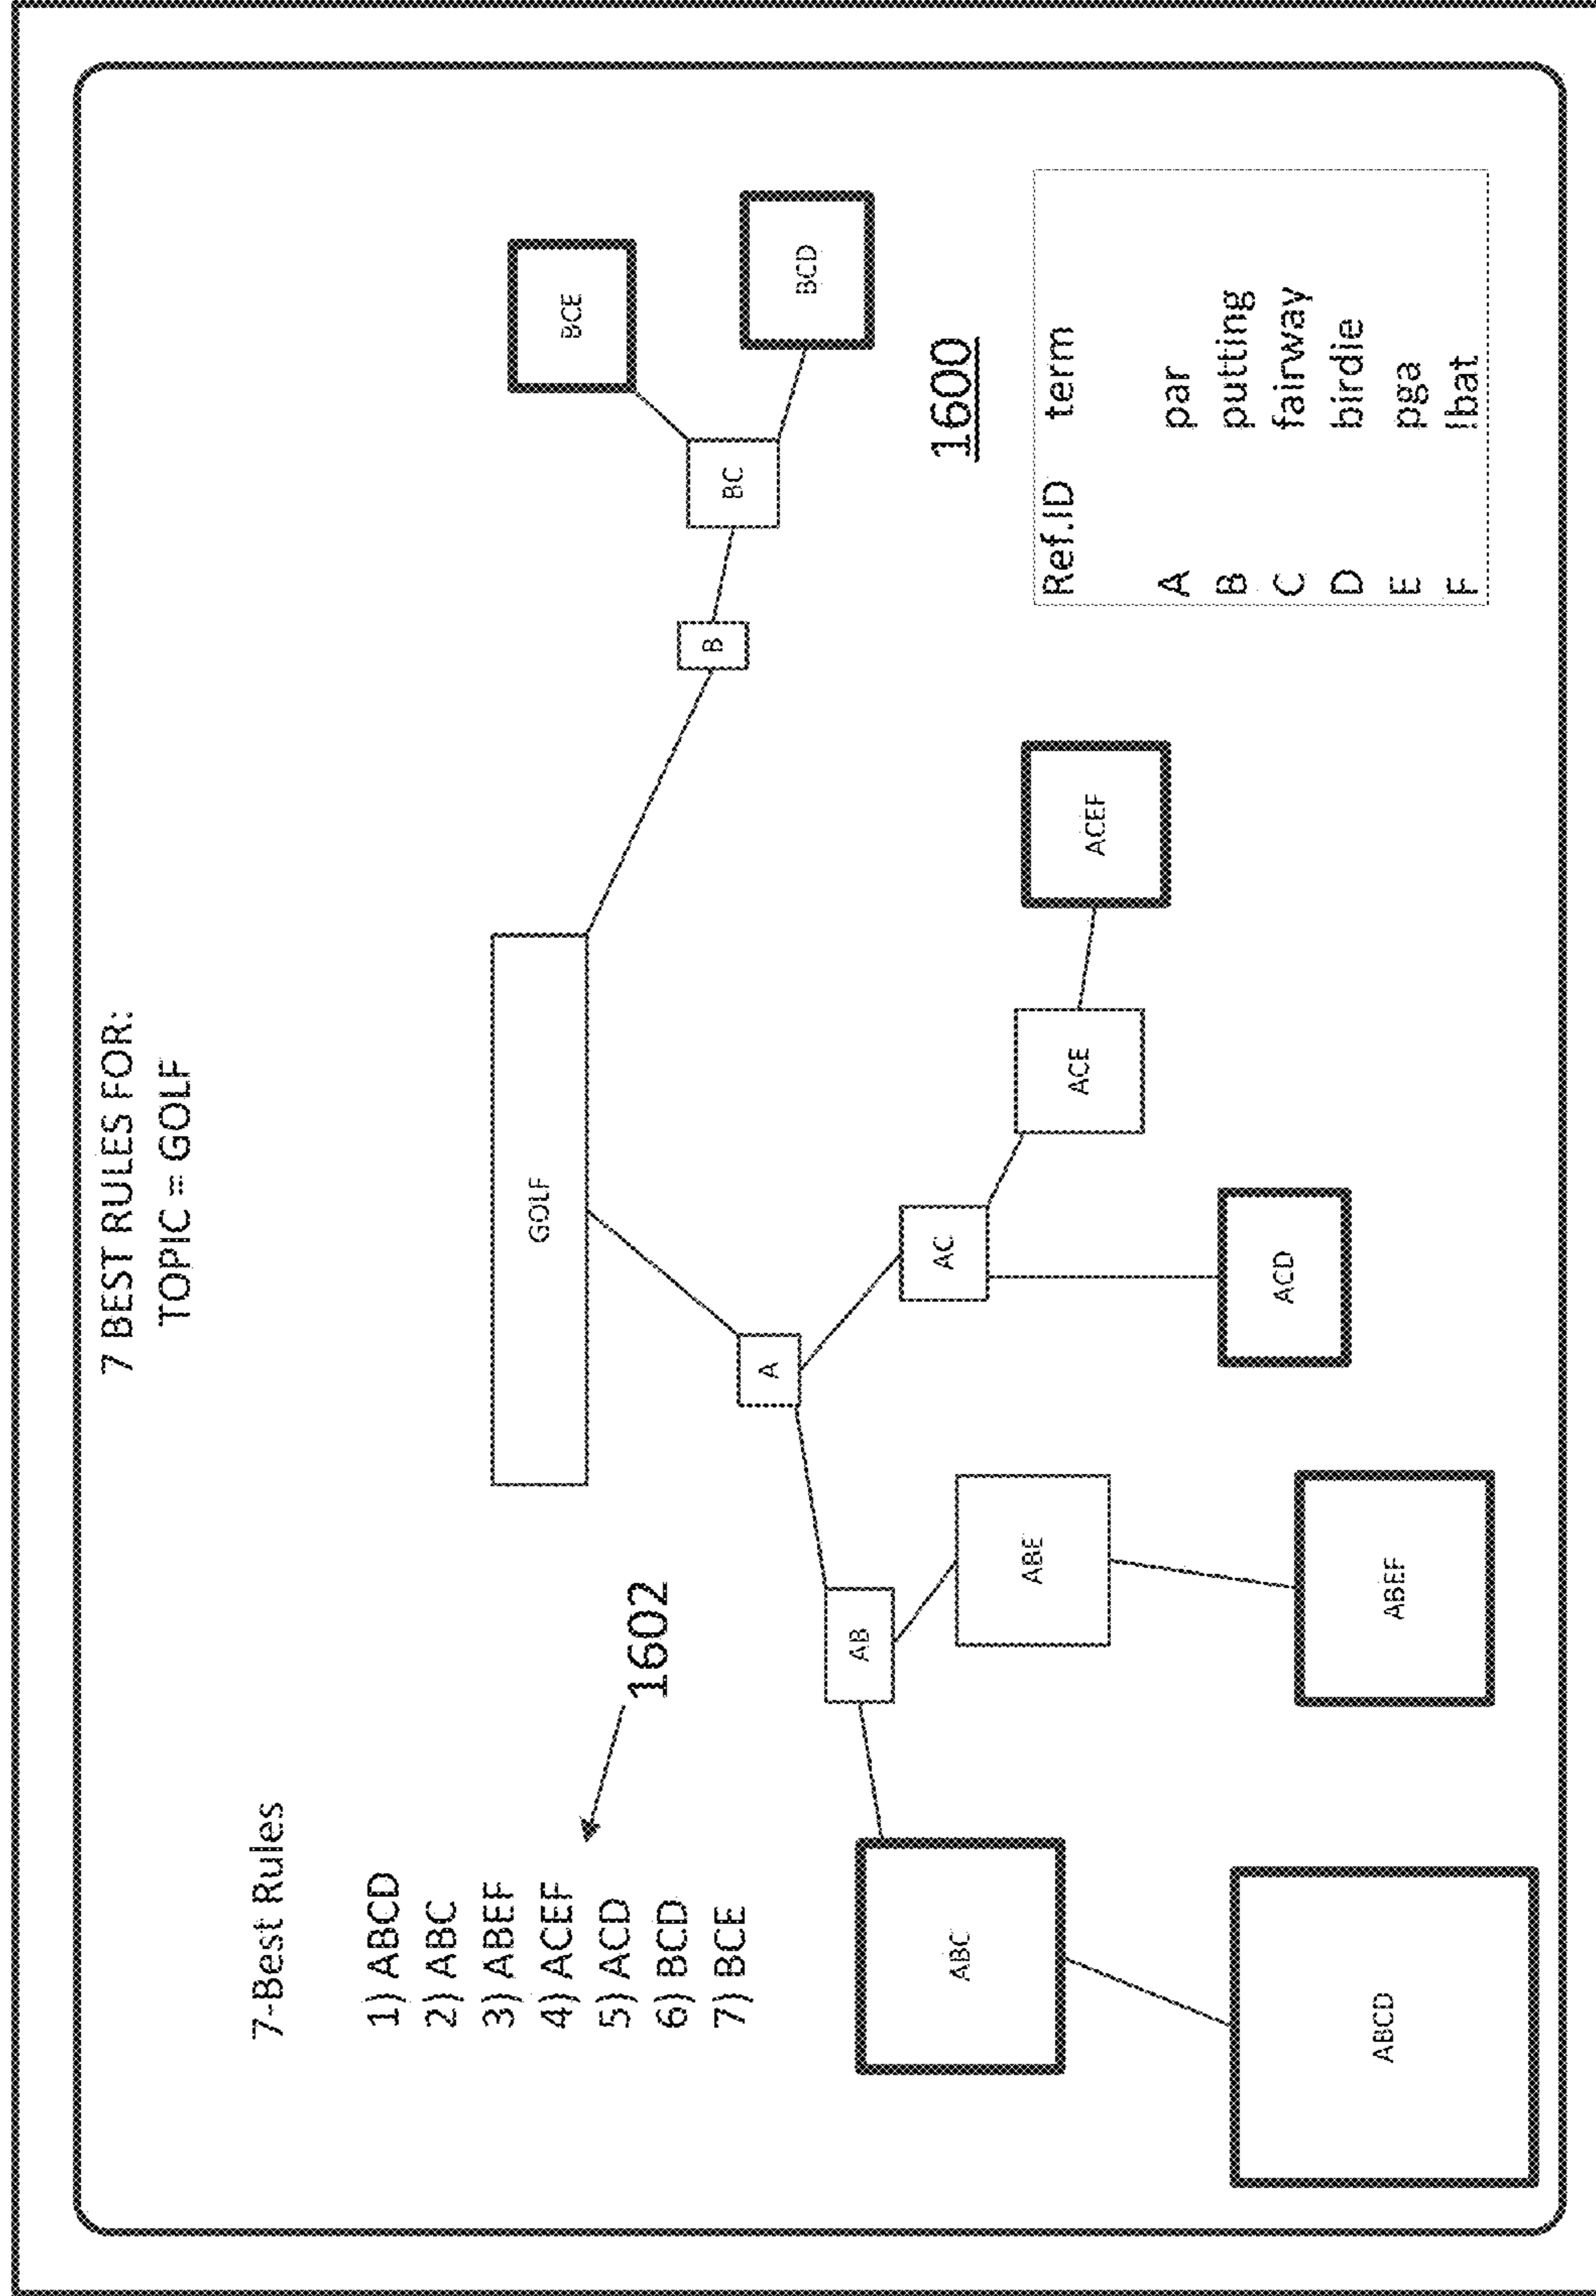 7 BEST RULES FOR:
TOPIC = GOLF
7-Best Rules
1) ABCD
2) ABC
3) ABEF
4) ACEF
5) ACD
6) BCD
7) BCE
1602
GOLF
A
B
AB
AC
BC
BCE
BCD
ABC
ABE
ACE
ACEF
ACD
ABCD
ABEF
1600
Ref.ID term
A par
B putting
C fairway
D birdie
E pga
F !bat